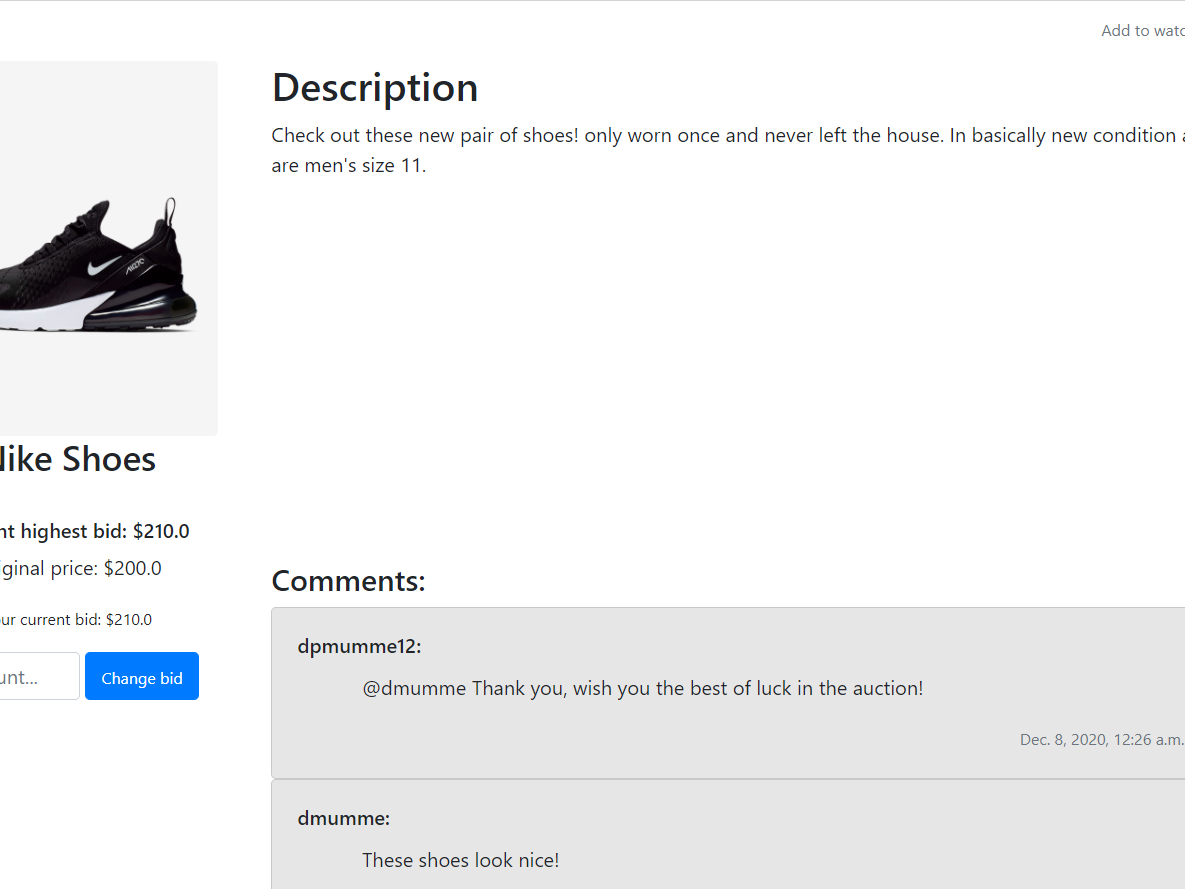 Add to watc
Description
Check out these new pair of shoes! only worn once and never left the house. In basically new condition a
are men's size 11.
Nike Shoes
nt highest bid: $210.0
iginal price: $200.0
ur current bid: $210.0
unt...
Change bid
Comments:
dpmumme12:
@dmumme Thank you, wish you the best of luck in the auction!
Dec. 8, 2020, 12:26 a.m.
dmumme:
These shoes look nice!